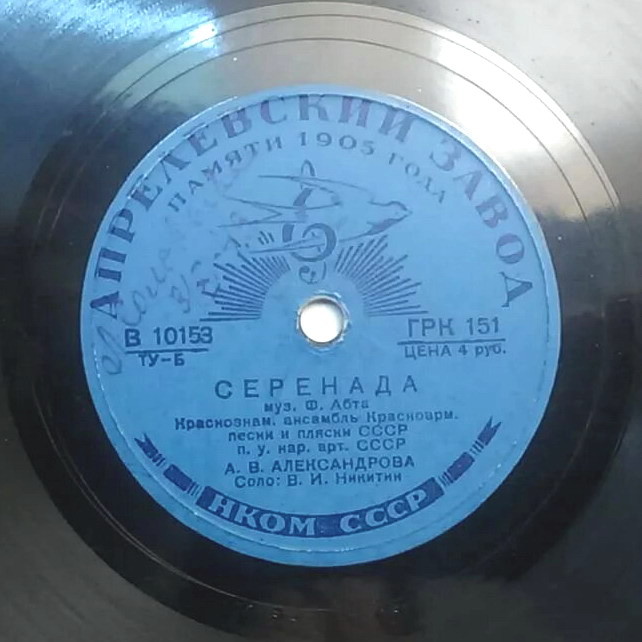 АПРЕЛЕВСКИЙ ЗАВОД
ПАМЯТИ 1905 ГОДА
В 10153
ТУ-Б
ГРК 151
ЦЕНА 4 руб.
СЕРЕНАДА
муз. Ф. Абта
Краснознам. ансамбль Красноарм.
песни и пляски СССР
п. у. нар. арт. СССР
А. В. АЛЕКСАНДРОВА
Соло: В. И. Никитин
НКОМ СССР